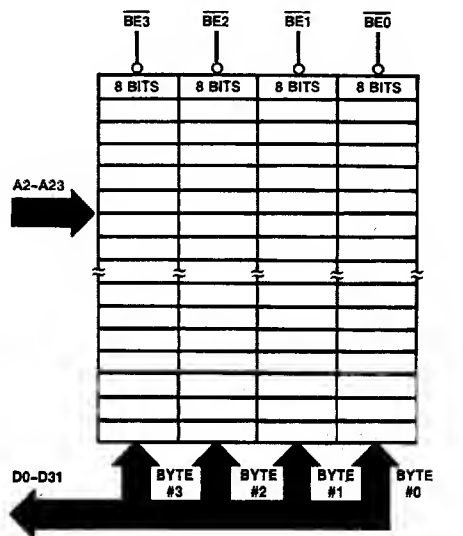 BE3 BE2 BE1 BE0
8 BITS 8 BITS 8 BITS 8 BITS
A2-A23
D0-D31
BYTE #3
BYTE #2
BYTE #1
BYTE #0